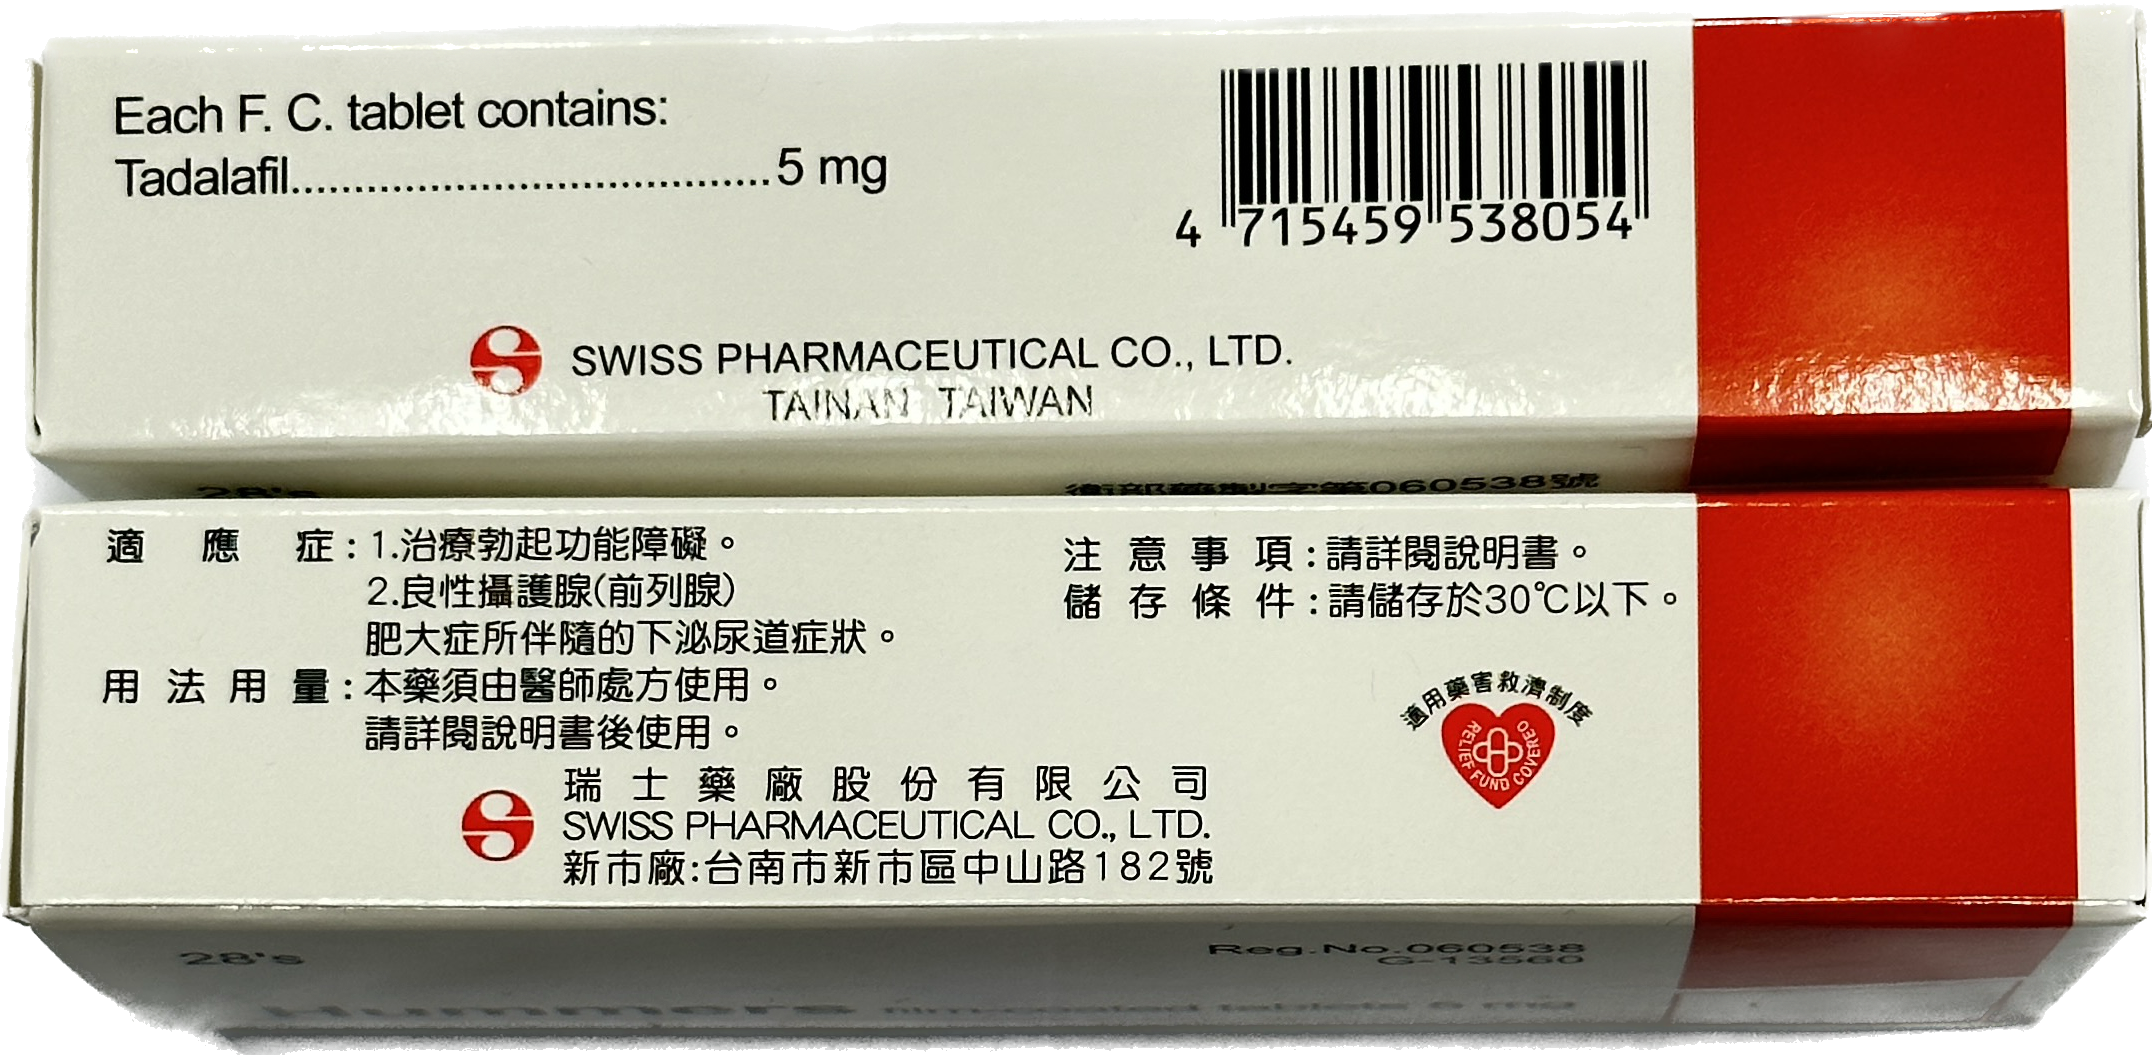 Each F. C. tablet contains:
Tadalafil......................................5 mg
4 715459 538054
SWISS PHARMACEUTICAL CO., LTD.
TAINAN TAIWAN
28's
衛部藥製字第060538號
適應症:1.治療勃起功能障礙。
2.良性攝護腺(前列腺)
肥大症所伴隨的下泌尿道症狀。
用法用量:本藥須由醫師處方使用。
請詳閱說明書後使用。
注意事項:請詳閱說明書。
儲存條件:請儲存於30℃以下。
適用藥害救濟制度
RELIEF FUND COVERED
瑞士藥廠股份有限公司
SWISS PHARMACEUTICAL CO., LTD.
新市廠:台南市新市區中山路182號
28's
Reg.No.060538
G-13560
Hummers film-coated tablets 5 mg